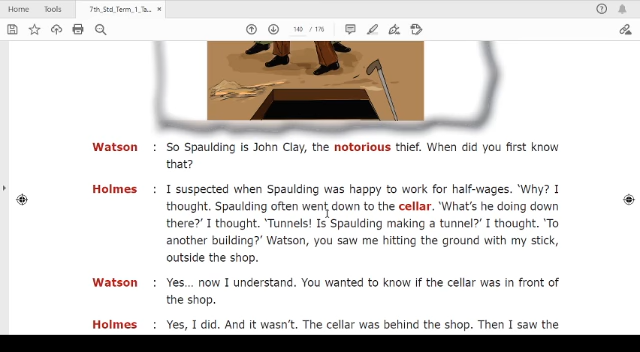 Home Tools 7th_Std_Term_1_Ta...
140 / 176
Watson : So Spaulding is John Clay, the notorious thief. When did you first know
that?
Holmes : I suspected when Spaulding was happy to work for half-wages. ‘Why? I
thought. Spaulding often went down to the cellar. ‘What’s he doing down
there?’ I thought. ‘Tunnels! Is Spaulding making a tunnel?’ I thought. ‘To
another building?’ Watson, you saw me hitting the ground with my stick,
outside the shop.
Watson : Yes... now I understand. You wanted to know if the cellar was in front of
the shop.
Holmes : Yes, I did. And it wasn’t. The cellar was behind the shop. Then I saw the